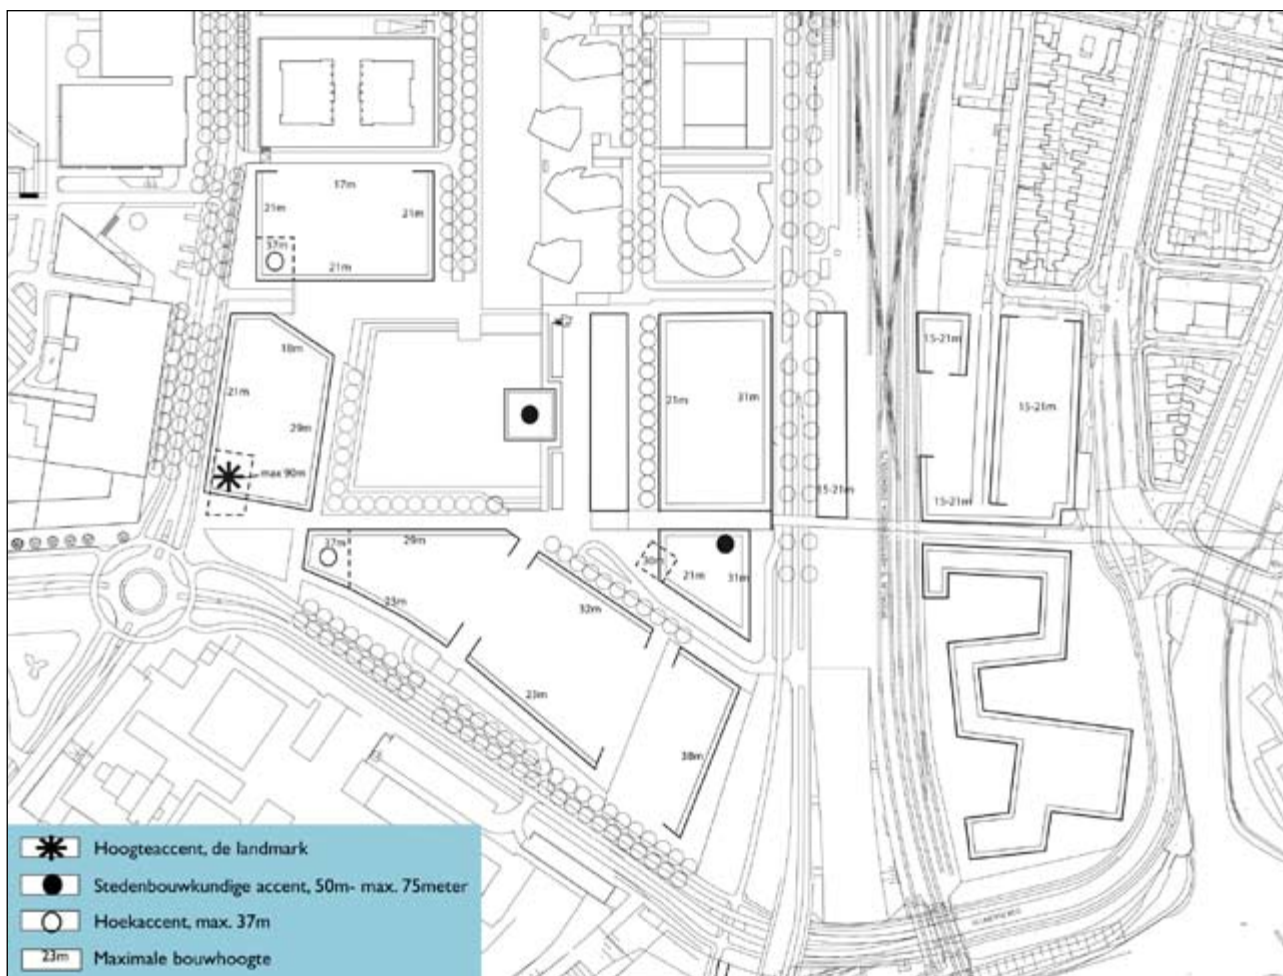 17m
21m
21m
37m
21m
18m
21m
29m
max 90m
21m
31m
15-21m
15-21m
15-21m
15-21m
37m
29m
23m
32m
30m
21m
31m
23m
38m
Hoogteaccent, de landmark
Stedenbouwkundige accent, 50m- max. 75meter
Hoekaccent, max. 37m
23m Maximale bouwhoogte